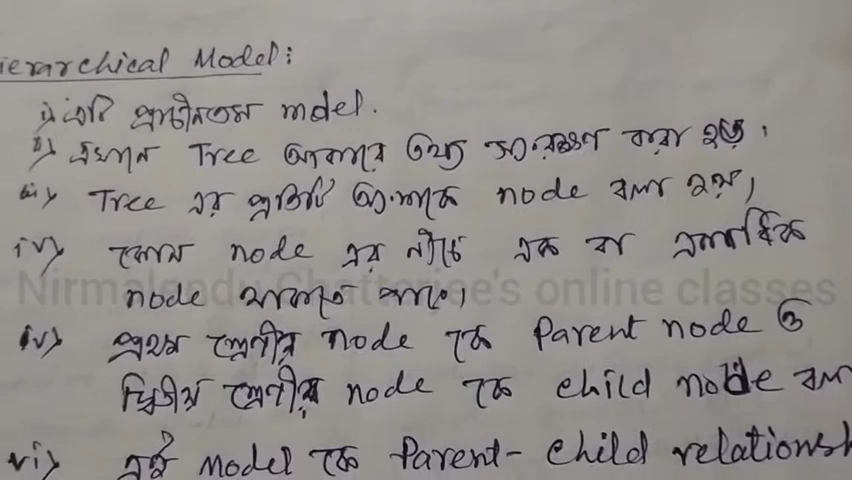 ierarchical Model:
i) এটি প্রাচীনতম mdel.
ii) এখানে Tree আকারে তথ্য সংরক্ষণ করা হয়।
iii) Tree এর প্রতিটি অংশকে node বলা হয়,
iv) কোন node এর নীচে এক বা একাধিক
Nirmalendu Chatterjee's online classes
node থাকতে পারে,
iv) প্রথম শ্রেণীর node কে Parent node ও
দ্বিতীয় শ্রেণীর node কে child node বলা
vi) এই Model কে Parent-child relationsh